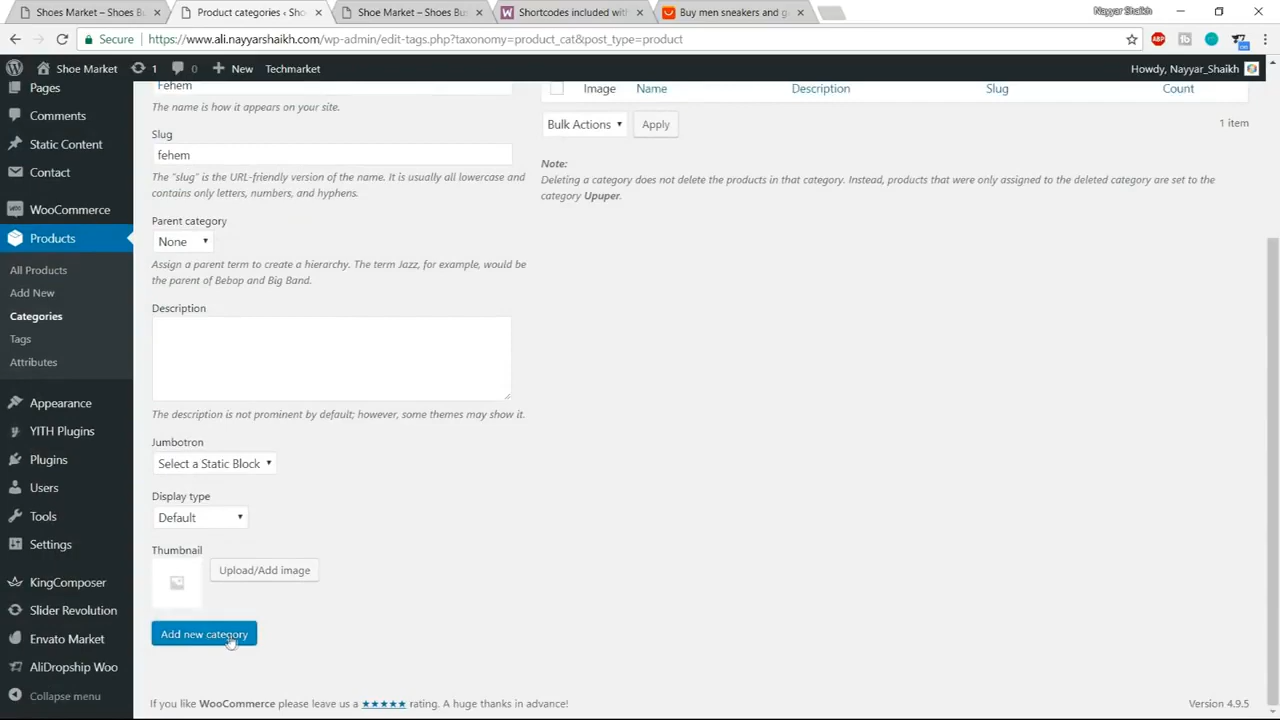 Shoes Market – Shoes Bus
Product categories ‹ Sho
Shoe Market – Shoes Bus
Shortcodes included with
Buy men sneakers and g
Nayyar Shaikh
Secure
https://www.ali.nayyarshaikh.com/wp-admin/edit-tags.php?taxonomy=product_cat&post_type=product
Shoe Market 1 0 New Techmarket
Howdy, Nayyar_Shaikh
Pages
Comments
Static Content
Contact
WooCommerce
Products
All Products
Add New
Categories
Tags
Attributes
Appearance
YITH Plugins
Plugins
Users
Tools
Settings
KingComposer
Slider Revolution
Envato Market
AliDropship Woo
Collapse menu
Fehem
The name is how it appears on your site.
Slug
fehem
The "slug" is the URL-friendly version of the name. It is usually all lowercase and
contains only letters, numbers, and hyphens.
Parent category
None
Assign a parent term to create a hierarchy. The term Jazz, for example, would be
the parent of Bebop and Big Band.
Description
The description is not prominent by default; however, some themes may show it.
Jumbotron
Select a Static Block
Display type
Default
Thumbnail
Upload/Add image
Add new category
Image Name Description Slug Count
Bulk Actions Apply
1 item
Note:
Deleting a category does not delete the products in that category. Instead, products that were only assigned to the deleted category are set to the
category Upuper.
If you like WooCommerce please leave us a ★★★★★ rating. A huge thanks in advance!
Version 4.9.5